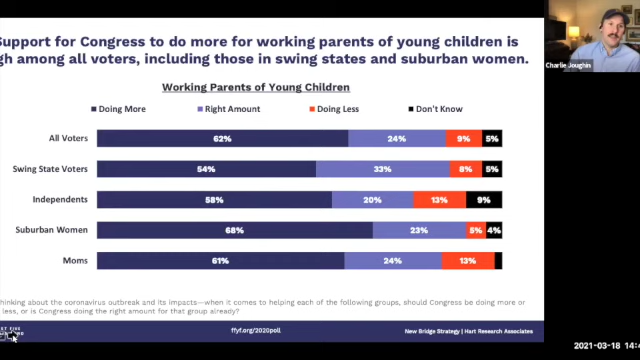 Support for Congress to do more for working parents of young children is
gh among all voters, including those in swing states and suburban women.
Charlie Joughin
Working Parents of Young Children
Doing More Right Amount Doing Less Don't Know
All Voters 62% 24% 9% 5%
Swing State Voters 54% 33% 8% 5%
Independents 58% 20% 13% 9%
Suburban Women 68% 23% 5% 4%
Moms 61% 24% 13%
hinking about the coronavirus outbreak and its impacts—when it comes to helping each of the following groups, should Congress be doing more or
less, or is Congress doing the right amount for that group already?
ffyf.org/2020poll
New Bridge Strategy | Hart Research Associates
2021-03-18 14:4